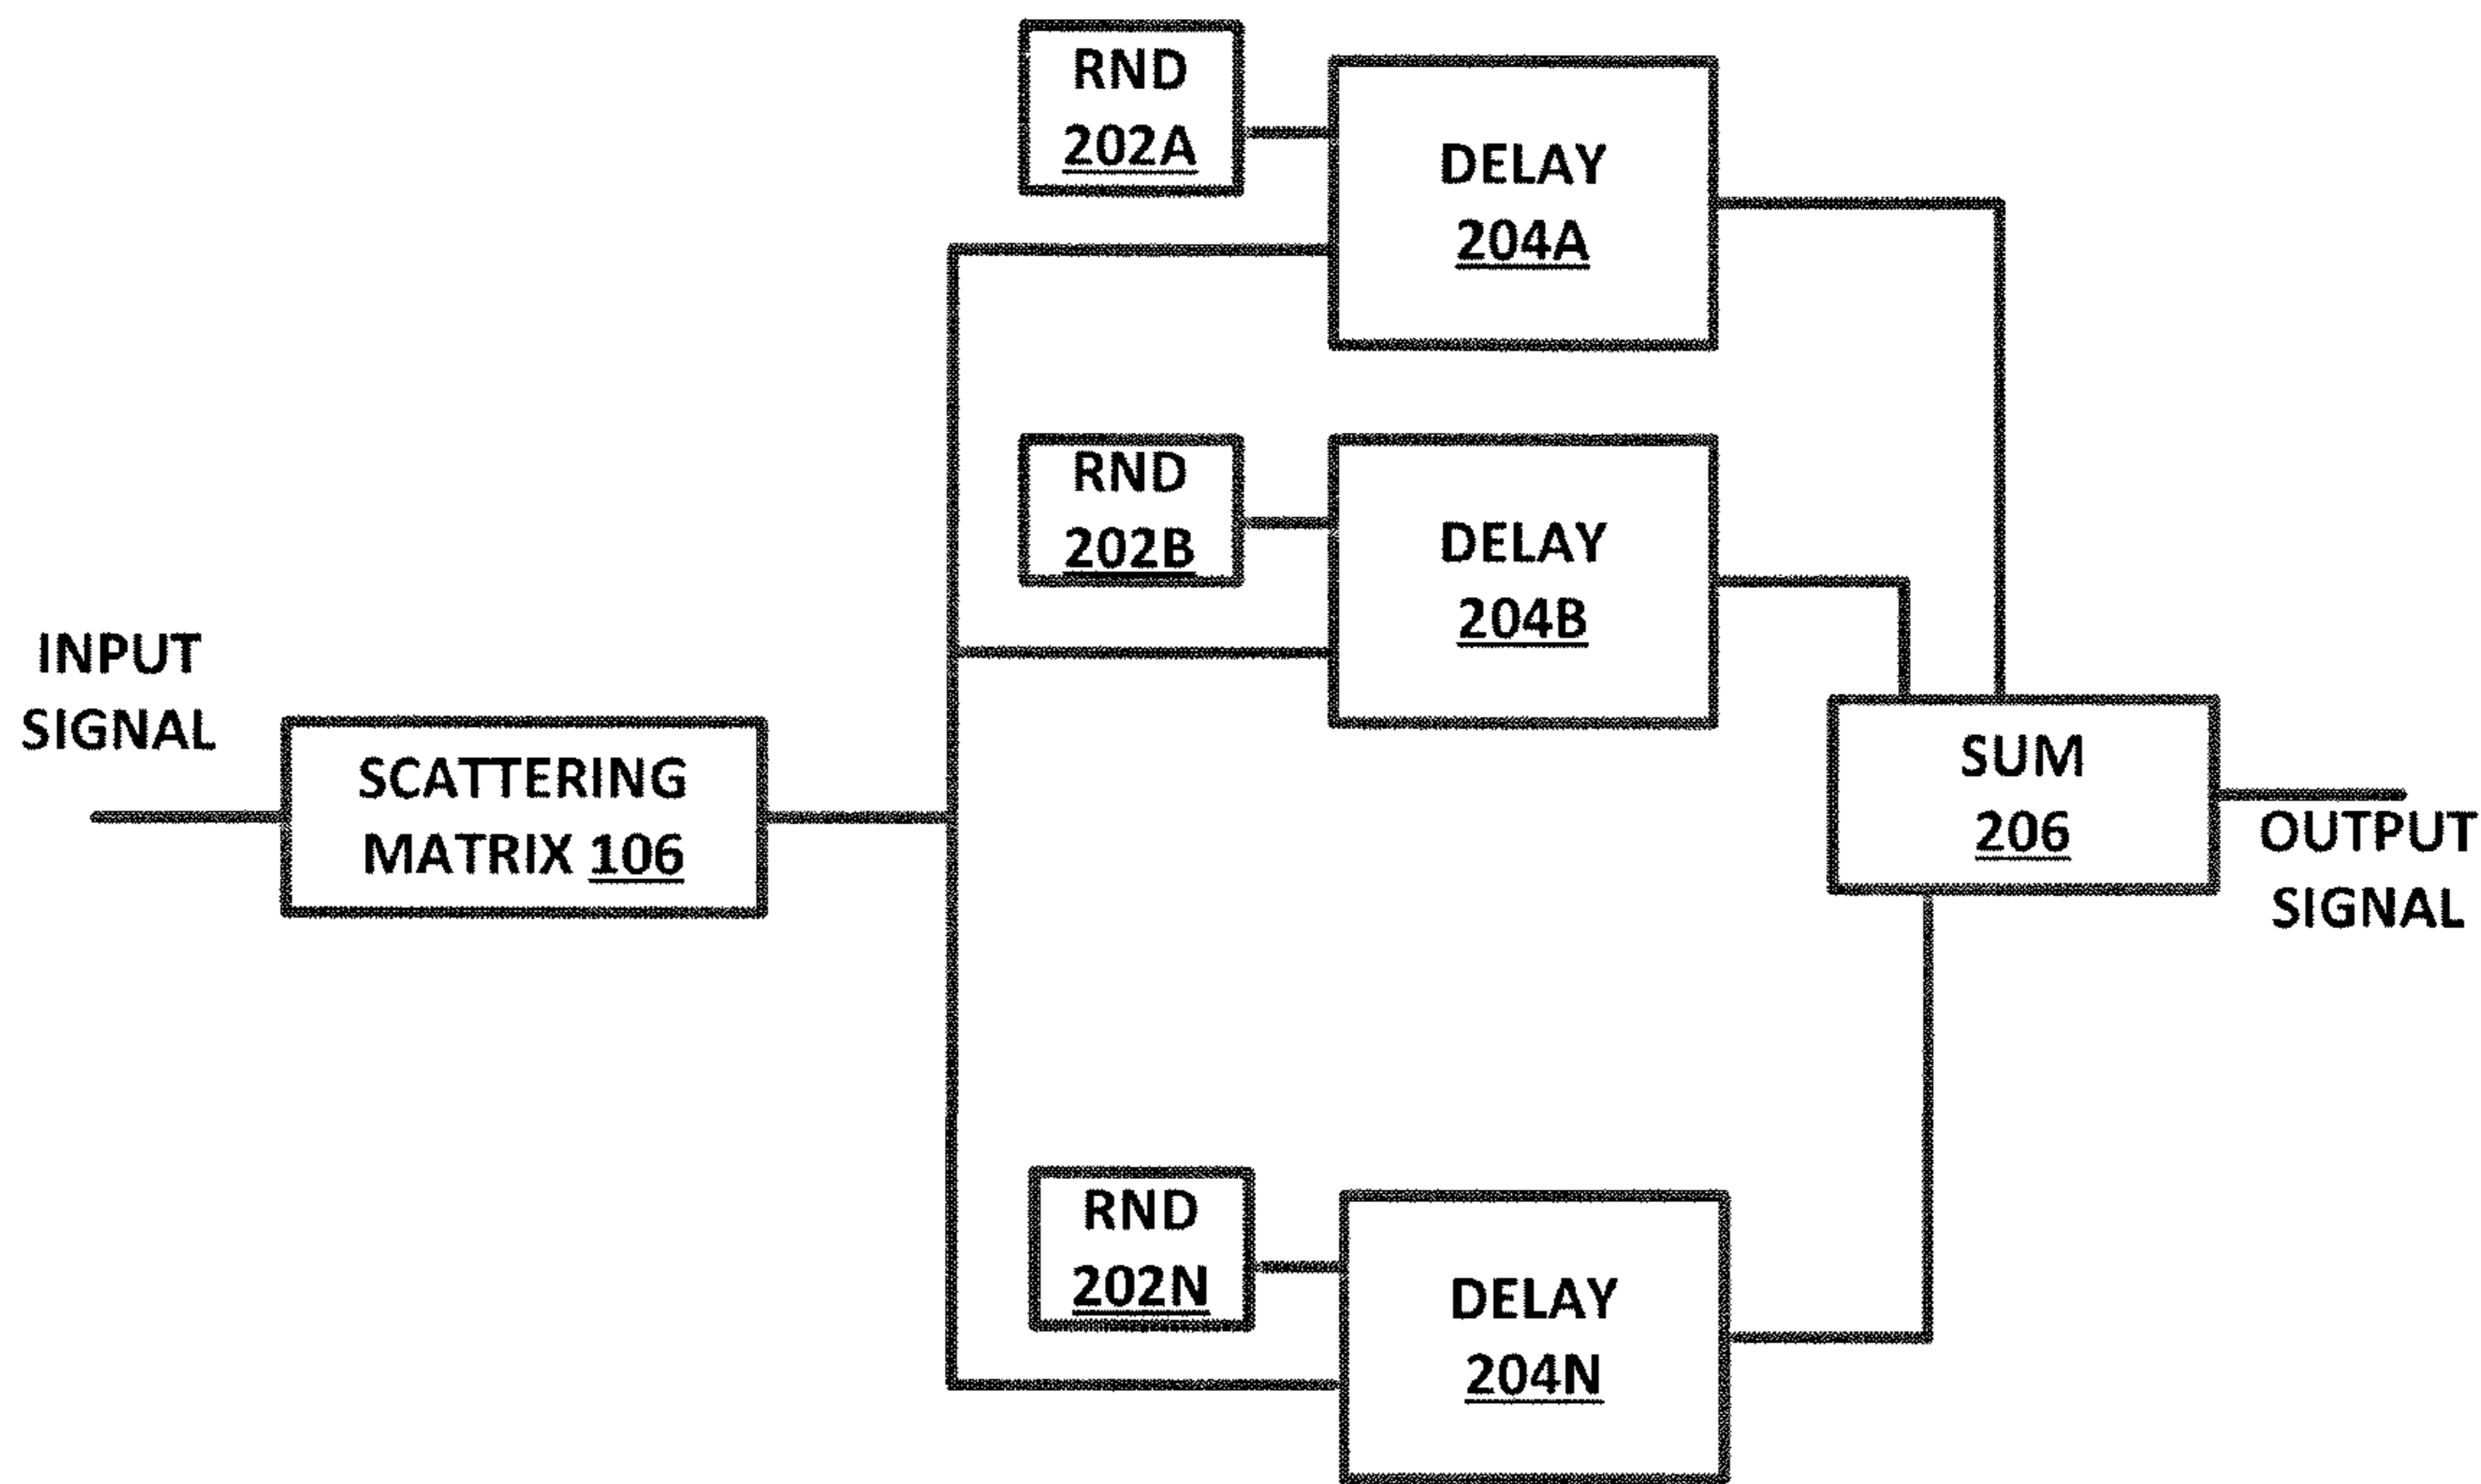 RND
202A
DELAY
204A
RND
202B
DELAY
204B
INPUT
SIGNAL
SCATTERING
MATRIX 106
SUM
206
OUTPUT
SIGNAL
RND
202N
DELAY
204N